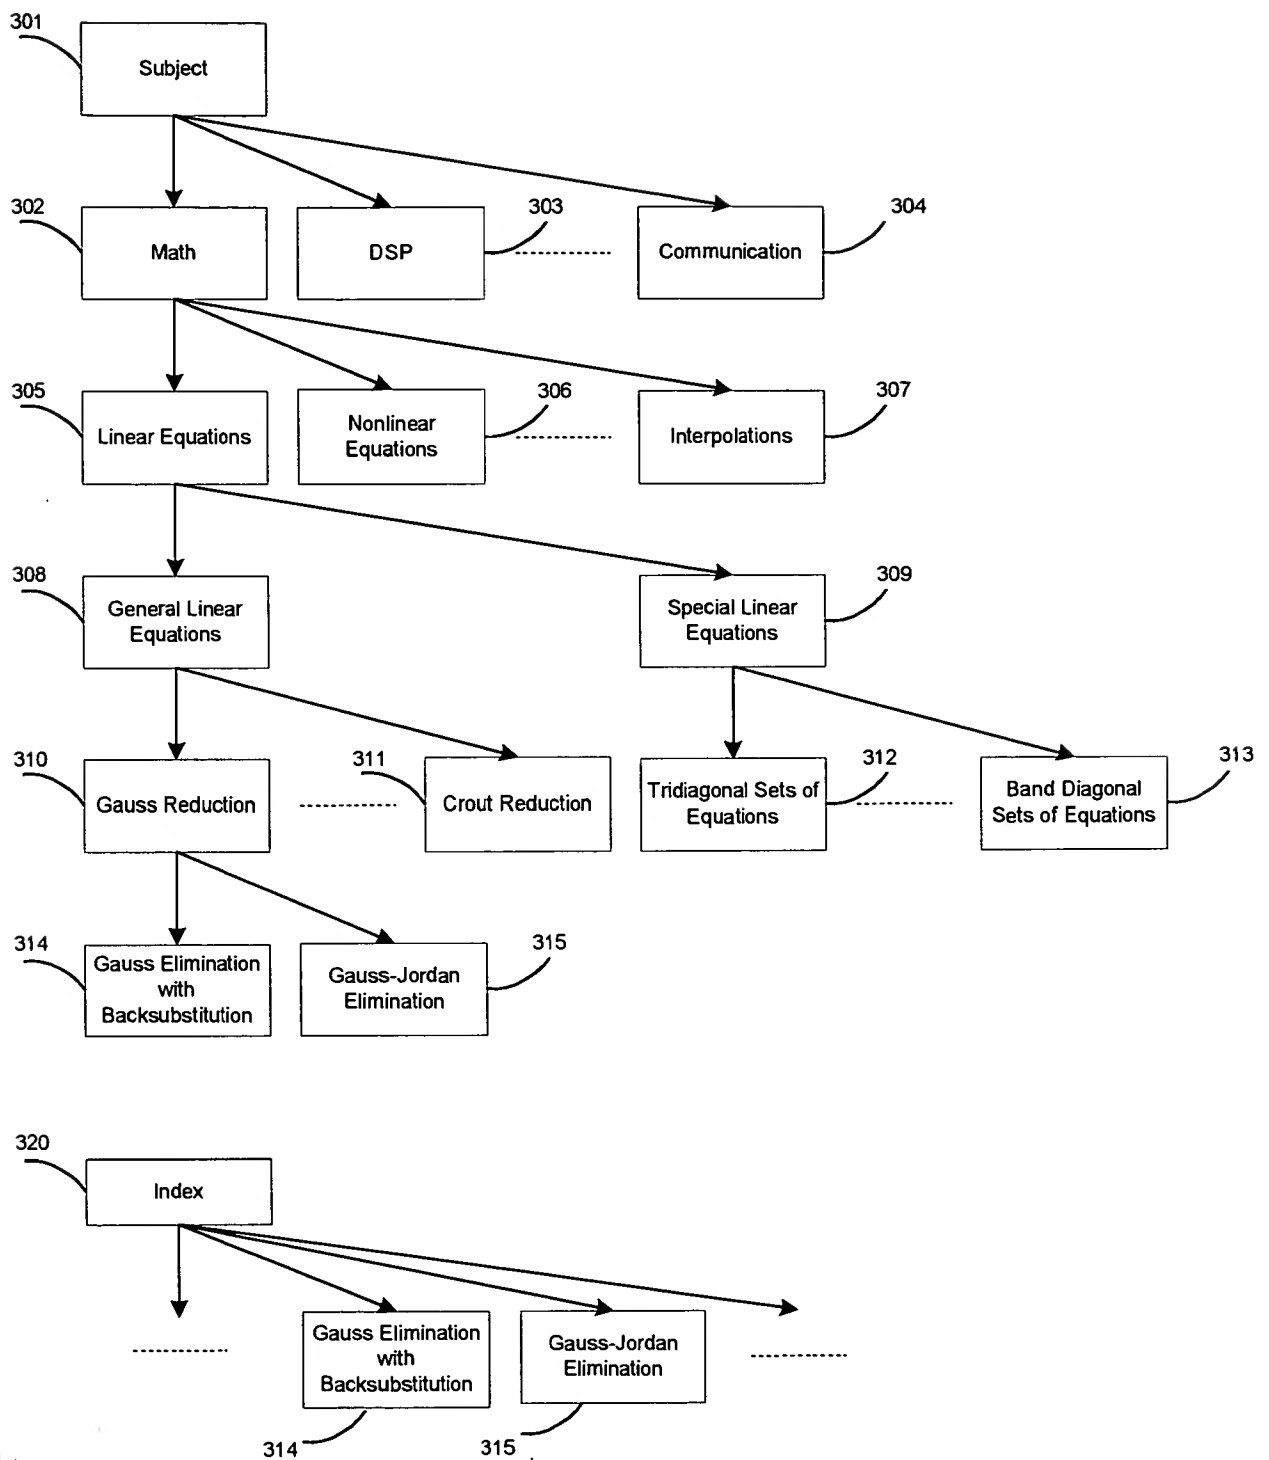 301
Subject
302
303
304
Math
DSP
Communication
305
306
307
Linear Equations
Nonlinear
Equations
Interpolations
308
309
General Linear
Equations
Special Linear
Equations
310
311
312
313
Gauss Reduction
Crout Reduction
Tridiagonal Sets of
Equations
Band Diagonal
Sets of Equations
314
315
Gauss Elimination
with
Backsubstitution
Gauss-Jordan
Elimination
320
Index
Gauss Elimination
with
Backsubstitution
Gauss-Jordan
Elimination
314
315